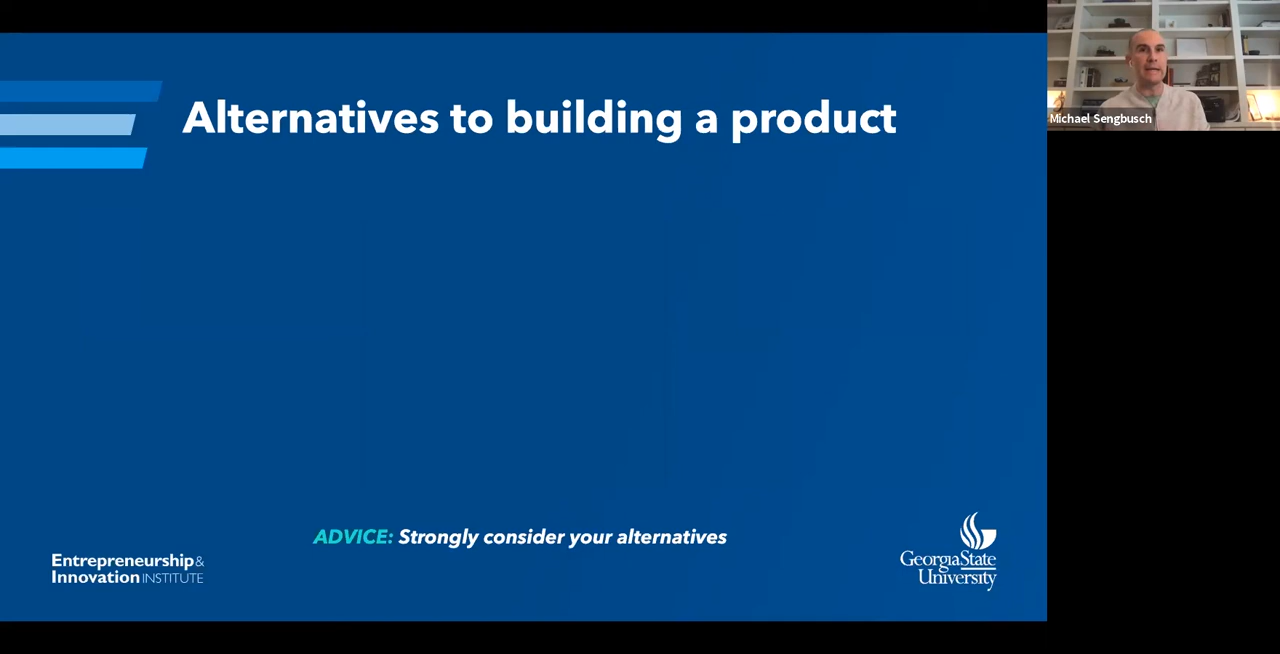 Alternatives to building a product
Michael Sengbusch
ADVICE: Strongly consider your alternatives
Entrepreneurship&
Innovation INSTITUTE
GeorgiaState
University